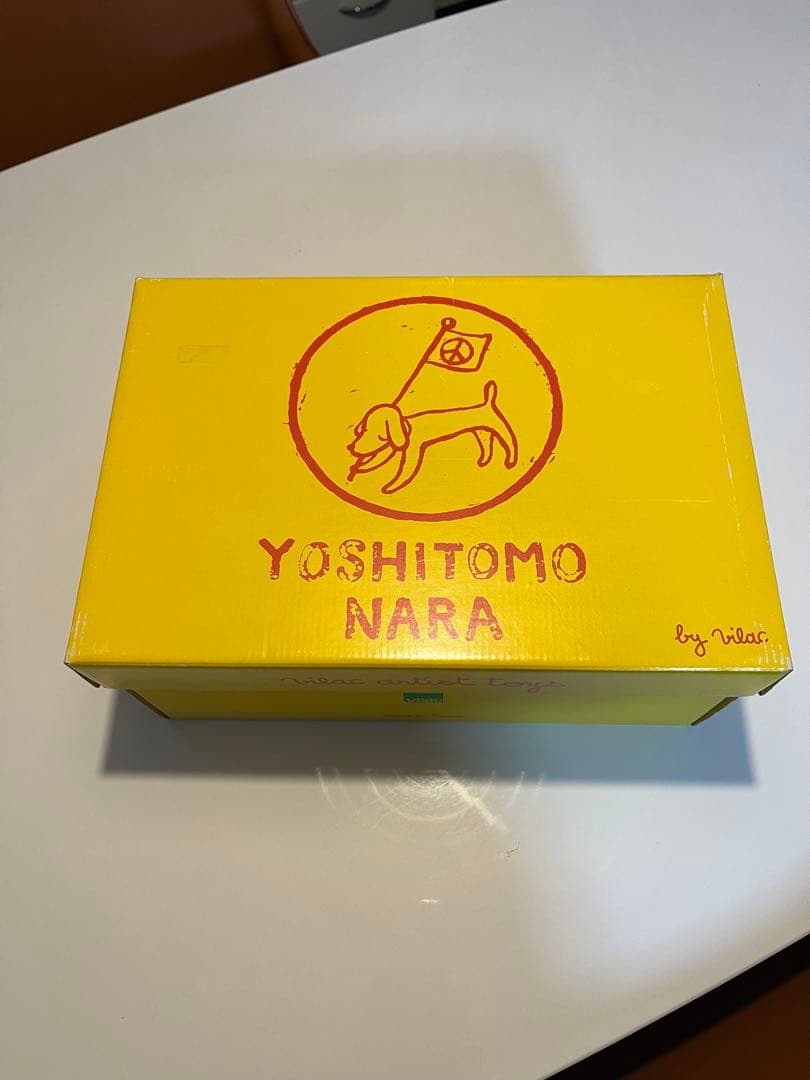 YOSHITOMO
NARA
by Vilac.
Vilac artist toys